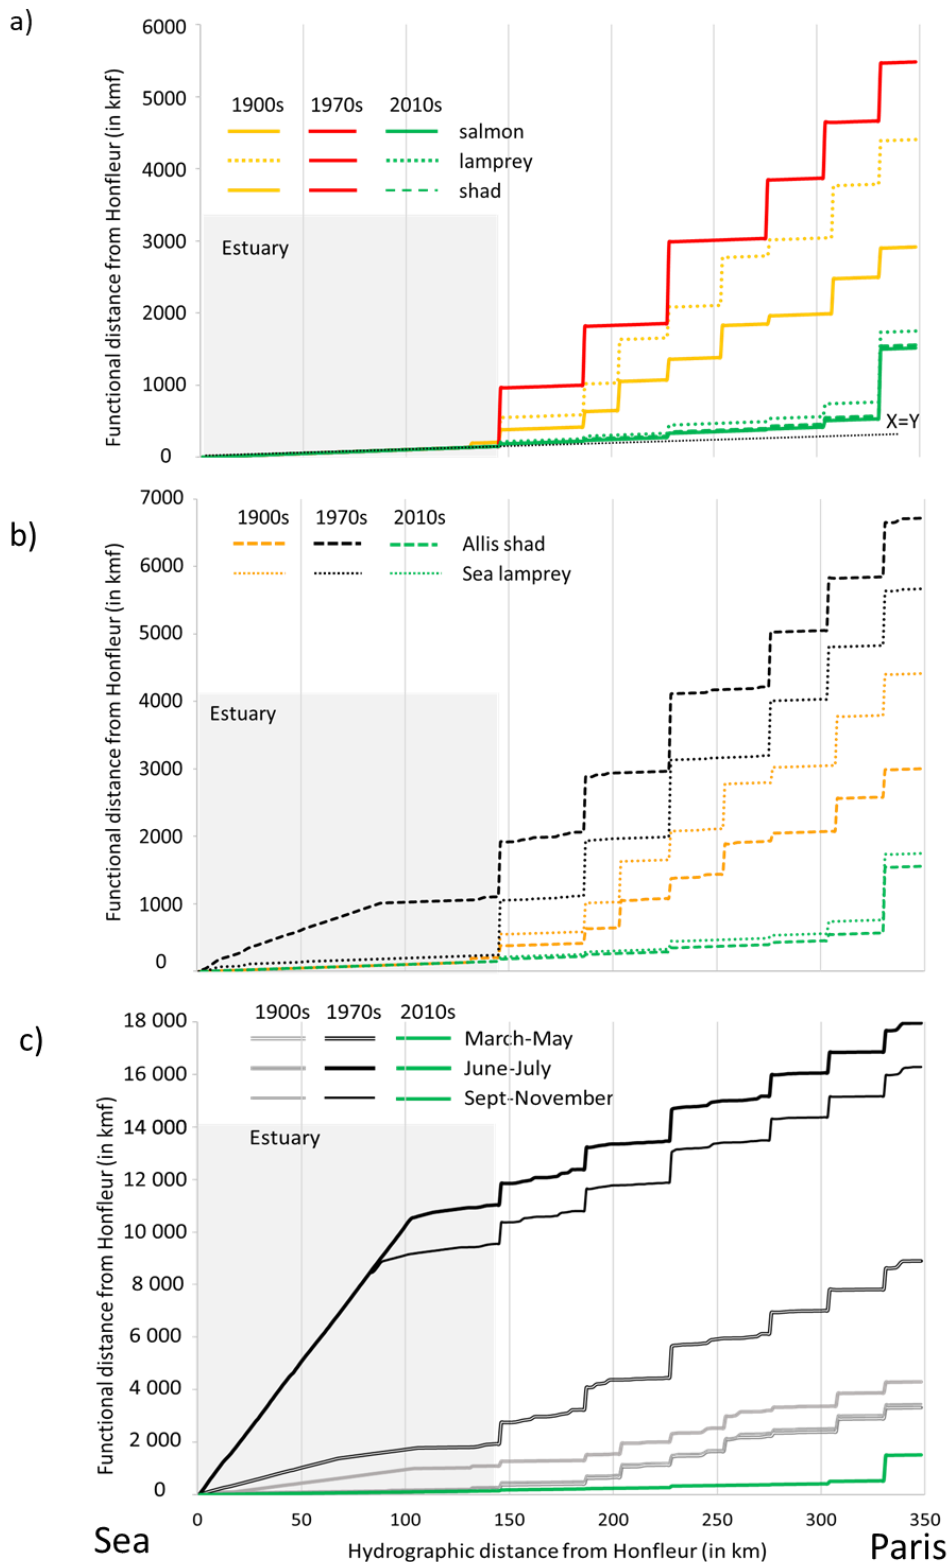 a)
Functional distance from Honfleur (in kmf)
6000
5000
4000
3000
2000
1000
0
1900s 1970s 2010s
salmon
lamprey
shad
Estuary
X=Y
b)
Functional distance from Honfleur (in kmf)
7000
6000
5000
4000
3000
2000
1000
0
1900s 1970s 2010s
Allis shad
Sea lamprey
Estuary
c)
Functional distance from Honfleur (in kmf)
18 000
16 000
14 000
12 000
10 000
8 000
6 000
4 000
2 000
0
1900s 1970s 2010s
March-May
June-July
Sept-November
Estuary
0 50 100 150 200 250 300 350
Sea Hydrographic distance from Honfleur (in km) Paris